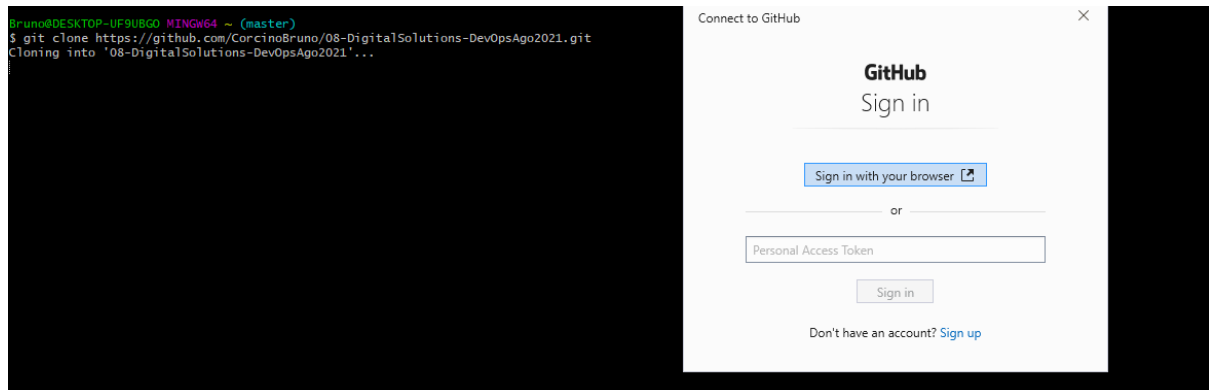 Bruno@DESKTOP-UF9UBGO MINGW64 ~ (master)
$ git clone https://github.com/CorcinoBruno/08-DigitalSolutions-DevOpsAgo2021.git
Cloning into '08-DigitalSolutions-DevOpsAgo2021'...
Connect to GitHub
GitHub
Sign in
Sign in with your browser
or
Personal Access Token
Sign in
Don't have an account? Sign up